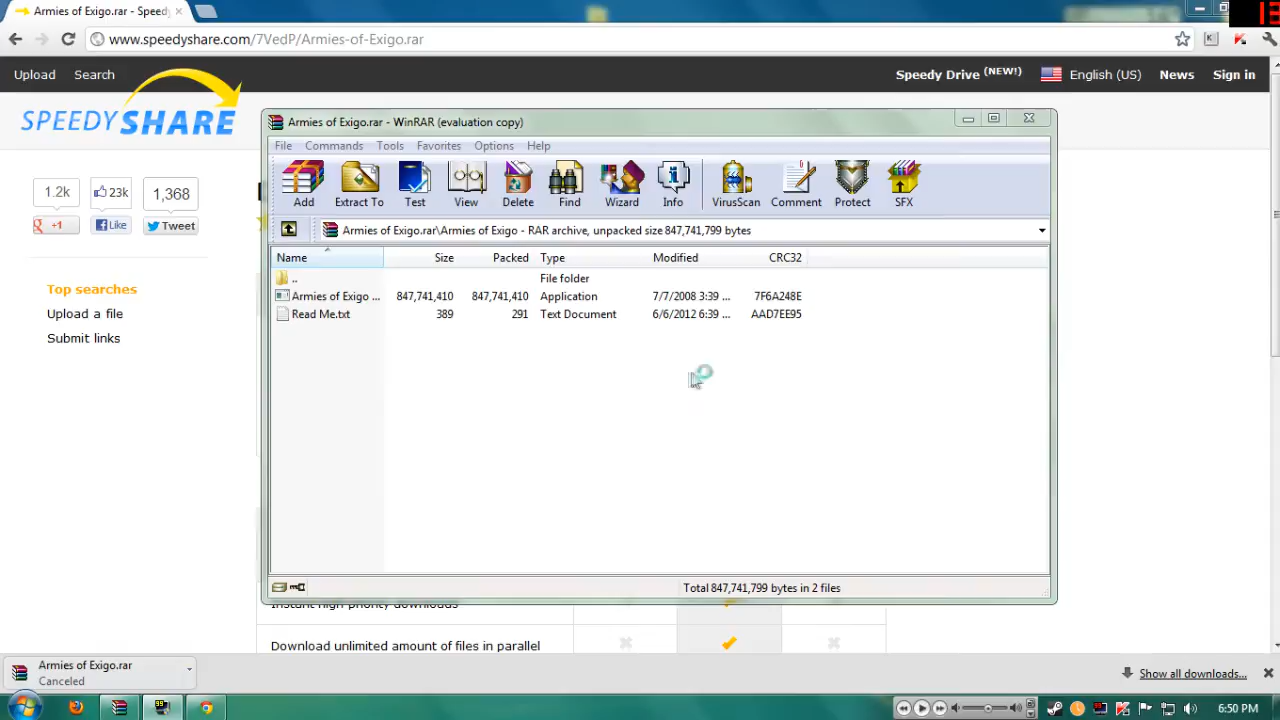 Armies of Exigo.rar - Speedy
www.speedyshare.com/7VedP/Armies-of-Exigo.rar
Upload Search
Speedy Drive (NEW!) English (US) News Sign in
SPEEDY SHARE
1.2k 23k 1,368
+1 Like Tweet
Top searches
Upload a file
Submit links
Armies of Exigo.rar - WinRAR (evaluation copy)
File Commands Tools Favorites Options Help
Add Extract To Test View Delete Find Wizard Info VirusScan Comment Protect SFX
Armies of Exigo.rar\Armies of Exigo - RAR archive, unpacked size 847,741,799 bytes
Name Size Packed Type Modified CRC32
.. File folder
Armies of Exigo ... 847,741,410 847,741,410 Application 7/7/2008 3:39 ... 7F6A248E
Read Me.txt 389 291 Text Document 6/6/2012 6:39 ... AAD7EE95
Total 847,741,799 bytes in 2 files
Instant high priority downloads
Download unlimited amount of files in parallel
Armies of Exigo.rar
Canceled
Show all downloads...
6:50 PM